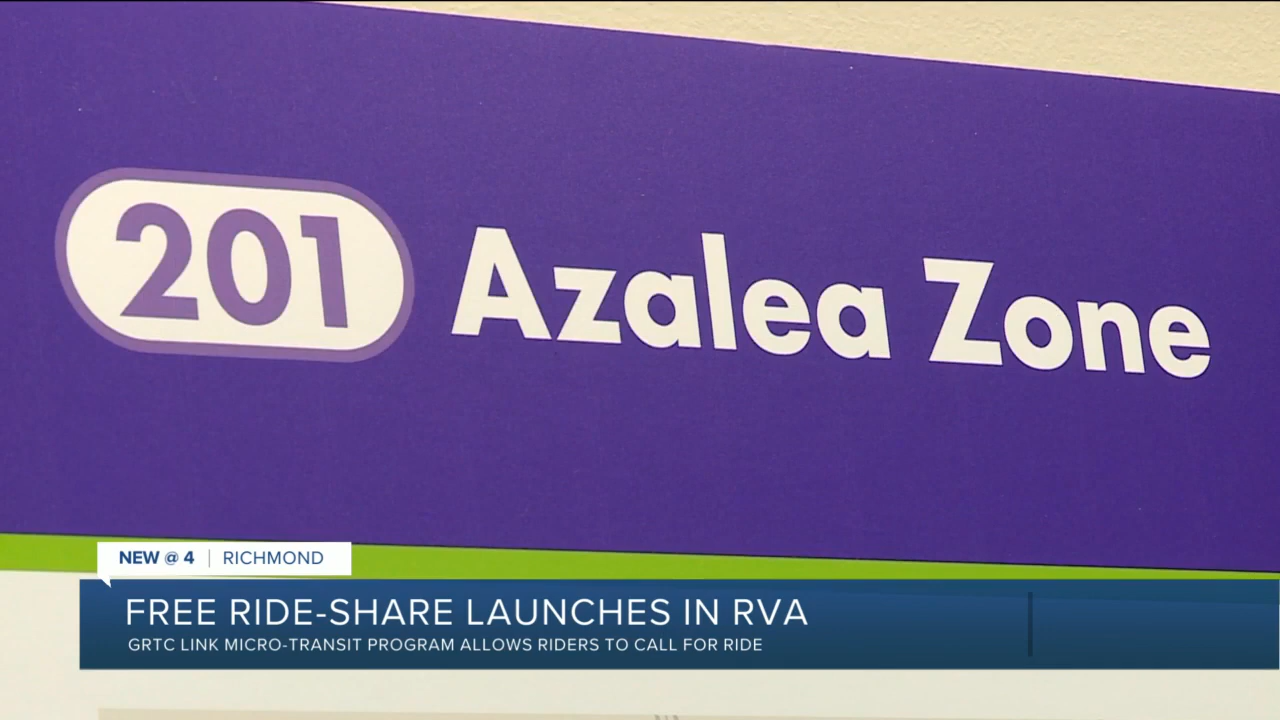 201 Azalea Zone
NEW @ 4 | RICHMOND
FREE RIDE-SHARE LAUNCHES IN RVA
GRTC LINK MICRO-TRANSIT PROGRAM ALLOWS RIDERS TO CALL FOR RIDE